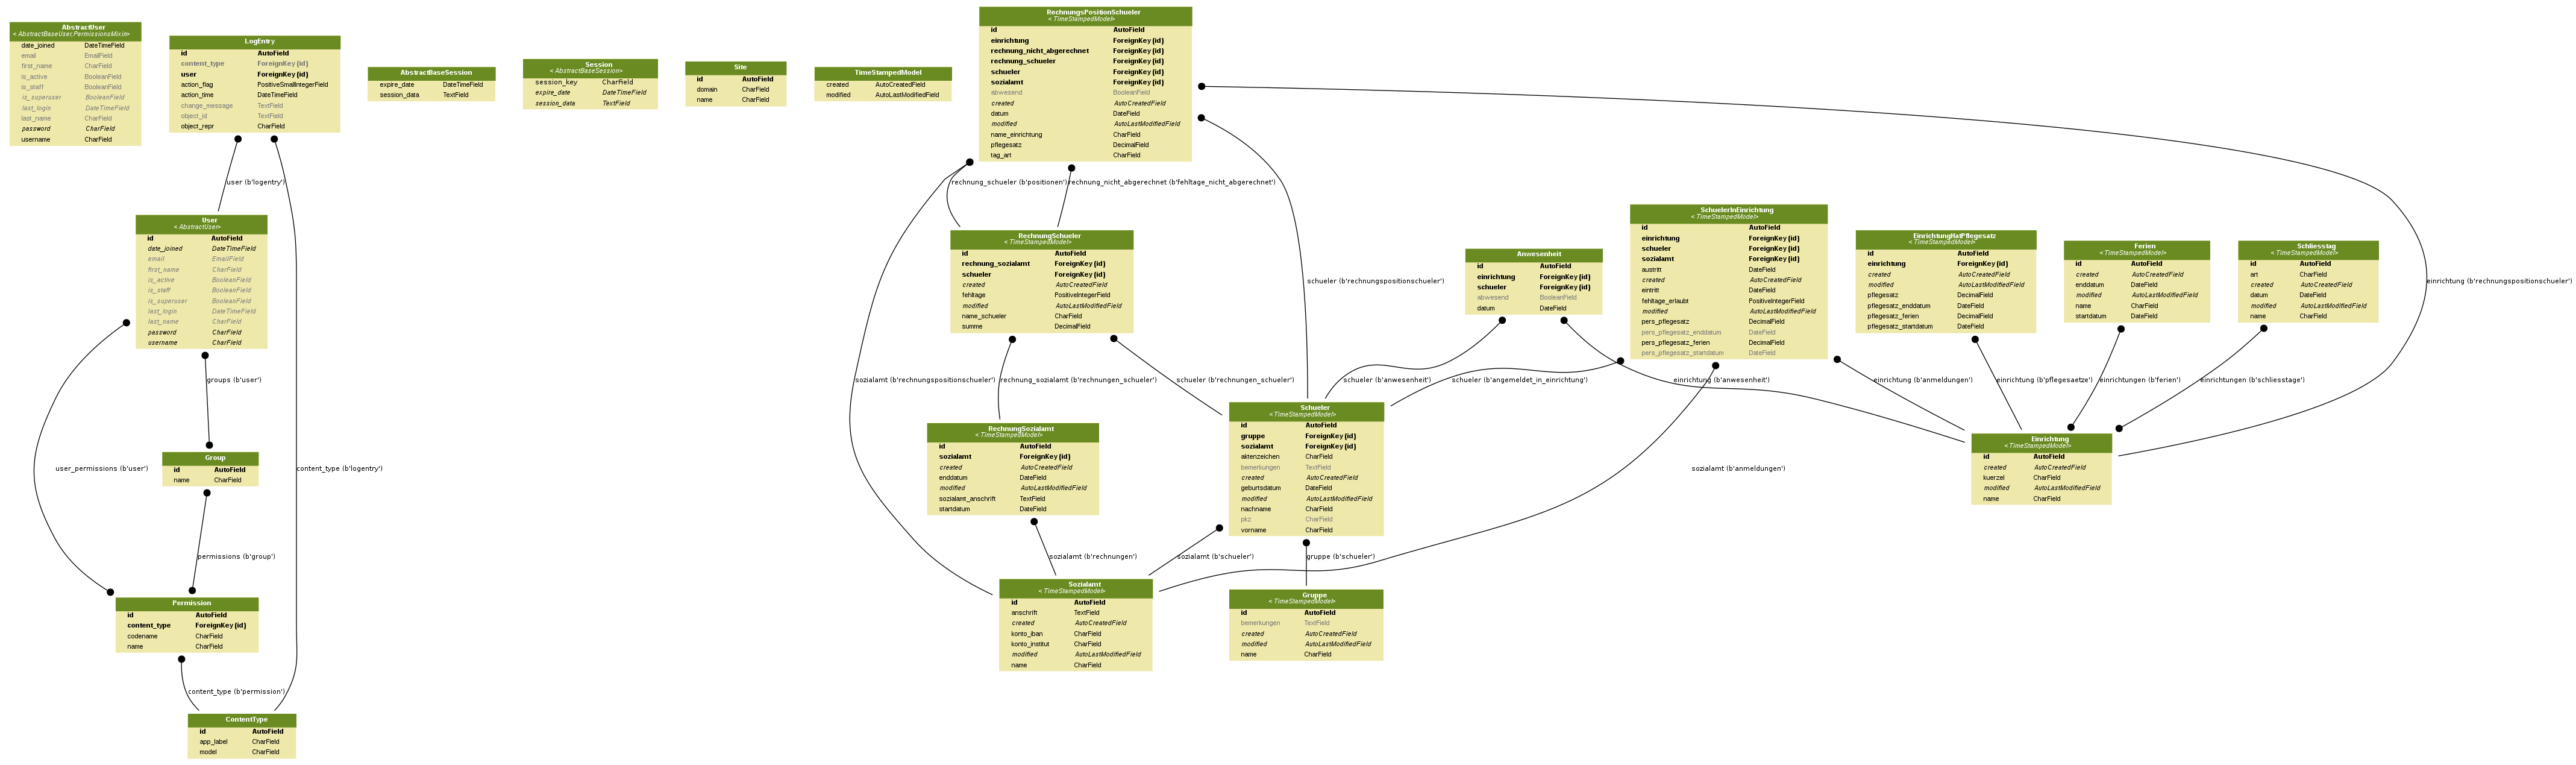 AbstractUser
< AbstractBaseUser,PermissionsMixin>
date_joined DateTimeField
email EmailField
first_name CharField
is_active BooleanField
is_staff BooleanField
is_superuser BooleanField
last_login DateTimeField
last_name CharField
password CharField
username CharField
LogEntry
id AutoField
content_type ForeignKey (id)
user ForeignKey (id)
action_flag PositiveSmallIntegerField
action_time DateTimeField
change_message TextField
object_id TextField
object_repr CharField
AbstractBaseSession
expire_date DateTimeField
session_data TextField
Session
< AbstractBaseSession>
session_key CharField
expire_date DateTimeField
session_data TextField
Site
id AutoField
domain CharField
name CharField
TimeStampedModel
created AutoCreatedField
modified AutoLastModifiedField
RechnungsPositionSchueler
< TimeStampedModel>
id AutoField
einrichtung ForeignKey (id)
rechnung_nicht_abgerechnet ForeignKey (id)
rechnung_schueler ForeignKey (id)
schueler ForeignKey (id)
sozialamt ForeignKey (id)
abwesend BooleanField
created AutoCreatedField
datum DateField
modified AutoLastModifiedField
name_einrichtung CharField
pflegesatz DecimalField
tag_art CharField
user (b'logentry')
rechnung_schueler (b'positionen')
rechnung_nicht_abgerechnet (b'fehltage_nicht_abgerechnet')
User
< AbstractUser>
id AutoField
date_joined DateTimeField
email EmailField
first_name CharField
is_active BooleanField
is_staff BooleanField
is_superuser BooleanField
last_login DateTimeField
last_name CharField
password CharField
username CharField
RechnungSchueler
< TimeStampedModel>
id AutoField
rechnung_sozialamt ForeignKey (id)
schueler ForeignKey (id)
created AutoCreatedField
fehltage PositiveIntegerField
modified AutoLastModifiedField
name_schueler CharField
summe DecimalField
schueler (b'rechnungspositionschueler')
Anwesenheit
id AutoField
einrichtung ForeignKey (id)
schueler ForeignKey (id)
abwesend BooleanField
datum DateField
SchuelerInEinrichtung
< TimeStampedModel>
id AutoField
einrichtung ForeignKey (id)
schueler ForeignKey (id)
sozialamt ForeignKey (id)
austritt DateField
created AutoCreatedField
eintritt DateField
fehltage_erlaubt PositiveIntegerField
modified AutoLastModifiedField
pers_pflegesatz DecimalField
pers_pflegesatz_enddatum DateField
pers_pflegesatz_ferien DecimalField
pers_pflegesatz_startdatum DateField
EinrichtungHatPflegesatz
< TimeStampedModel>
id AutoField
einrichtung ForeignKey (id)
created AutoCreatedField
modified AutoLastModifiedField
pflegesatz DecimalField
pflegesatz_enddatum DateField
pflegesatz_ferien DecimalField
pflegesatz_startdatum DateField
Ferien
< TimeStampedModel>
id AutoField
created AutoCreatedField
enddatum DateField
modified AutoLastModifiedField
name CharField
startdatum DateField
Schliesstag
< TimeStampedModel>
id AutoField
art CharField
created AutoCreatedField
datum DateField
modified AutoLastModifiedField
name CharField
einrichtung (b'rechnungspositionschueler')
groups (b'user')
sozialamt (b'rechnungspositionschueler')
rechnung_sozialamt (b'rechnungen_schueler')
schueler (b'rechnungen_schueler')
schueler (b'anwesenheit')
schueler (b'angemeldet_in_einrichtung')
einrichtung (b'anwesenheit')
einrichtung (b'anmeldungen')
einrichtung (b'pflegesaetze')
einrichtungen (b'ferien')
einrichtungen (b'schliesstage')
user_permissions (b'user')
Group
id AutoField
name CharField
content_type (b'logentry')
RechnungSozialamt
< TimeStampedModel>
id AutoField
sozialamt ForeignKey (id)
created AutoCreatedField
enddatum DateField
modified AutoLastModifiedField
sozialamt_anschrift TextField
startdatum DateField
Schueler
< TimeStampedModel>
id AutoField
gruppe ForeignKey (id)
sozialamt ForeignKey (id)
aktenzeichen CharField
bemerkungen TextField
created AutoCreatedField
geburtsdatum DateField
modified AutoLastModifiedField
nachname CharField
pkz CharField
vorname CharField
sozialamt (b'anmeldungen')
Einrichtung
< TimeStampedModel>
id AutoField
created AutoCreatedField
kuerzel CharField
modified AutoLastModifiedField
name CharField
permissions (b'group')
sozialamt (b'rechnungen')
sozialamt (b'schueler')
gruppe (b'schueler')
Permission
id AutoField
content_type ForeignKey (id)
codename CharField
name CharField
Sozialamt
< TimeStampedModel>
id AutoField
anschrift TextField
created AutoCreatedField
konto_iban CharField
konto_institut CharField
modified AutoLastModifiedField
name CharField
Gruppe
< TimeStampedModel>
id AutoField
bemerkungen TextField
created AutoCreatedField
modified AutoLastModifiedField
name CharField
content_type (b'permission')
ContentType
id AutoField
app_label CharField
model CharField